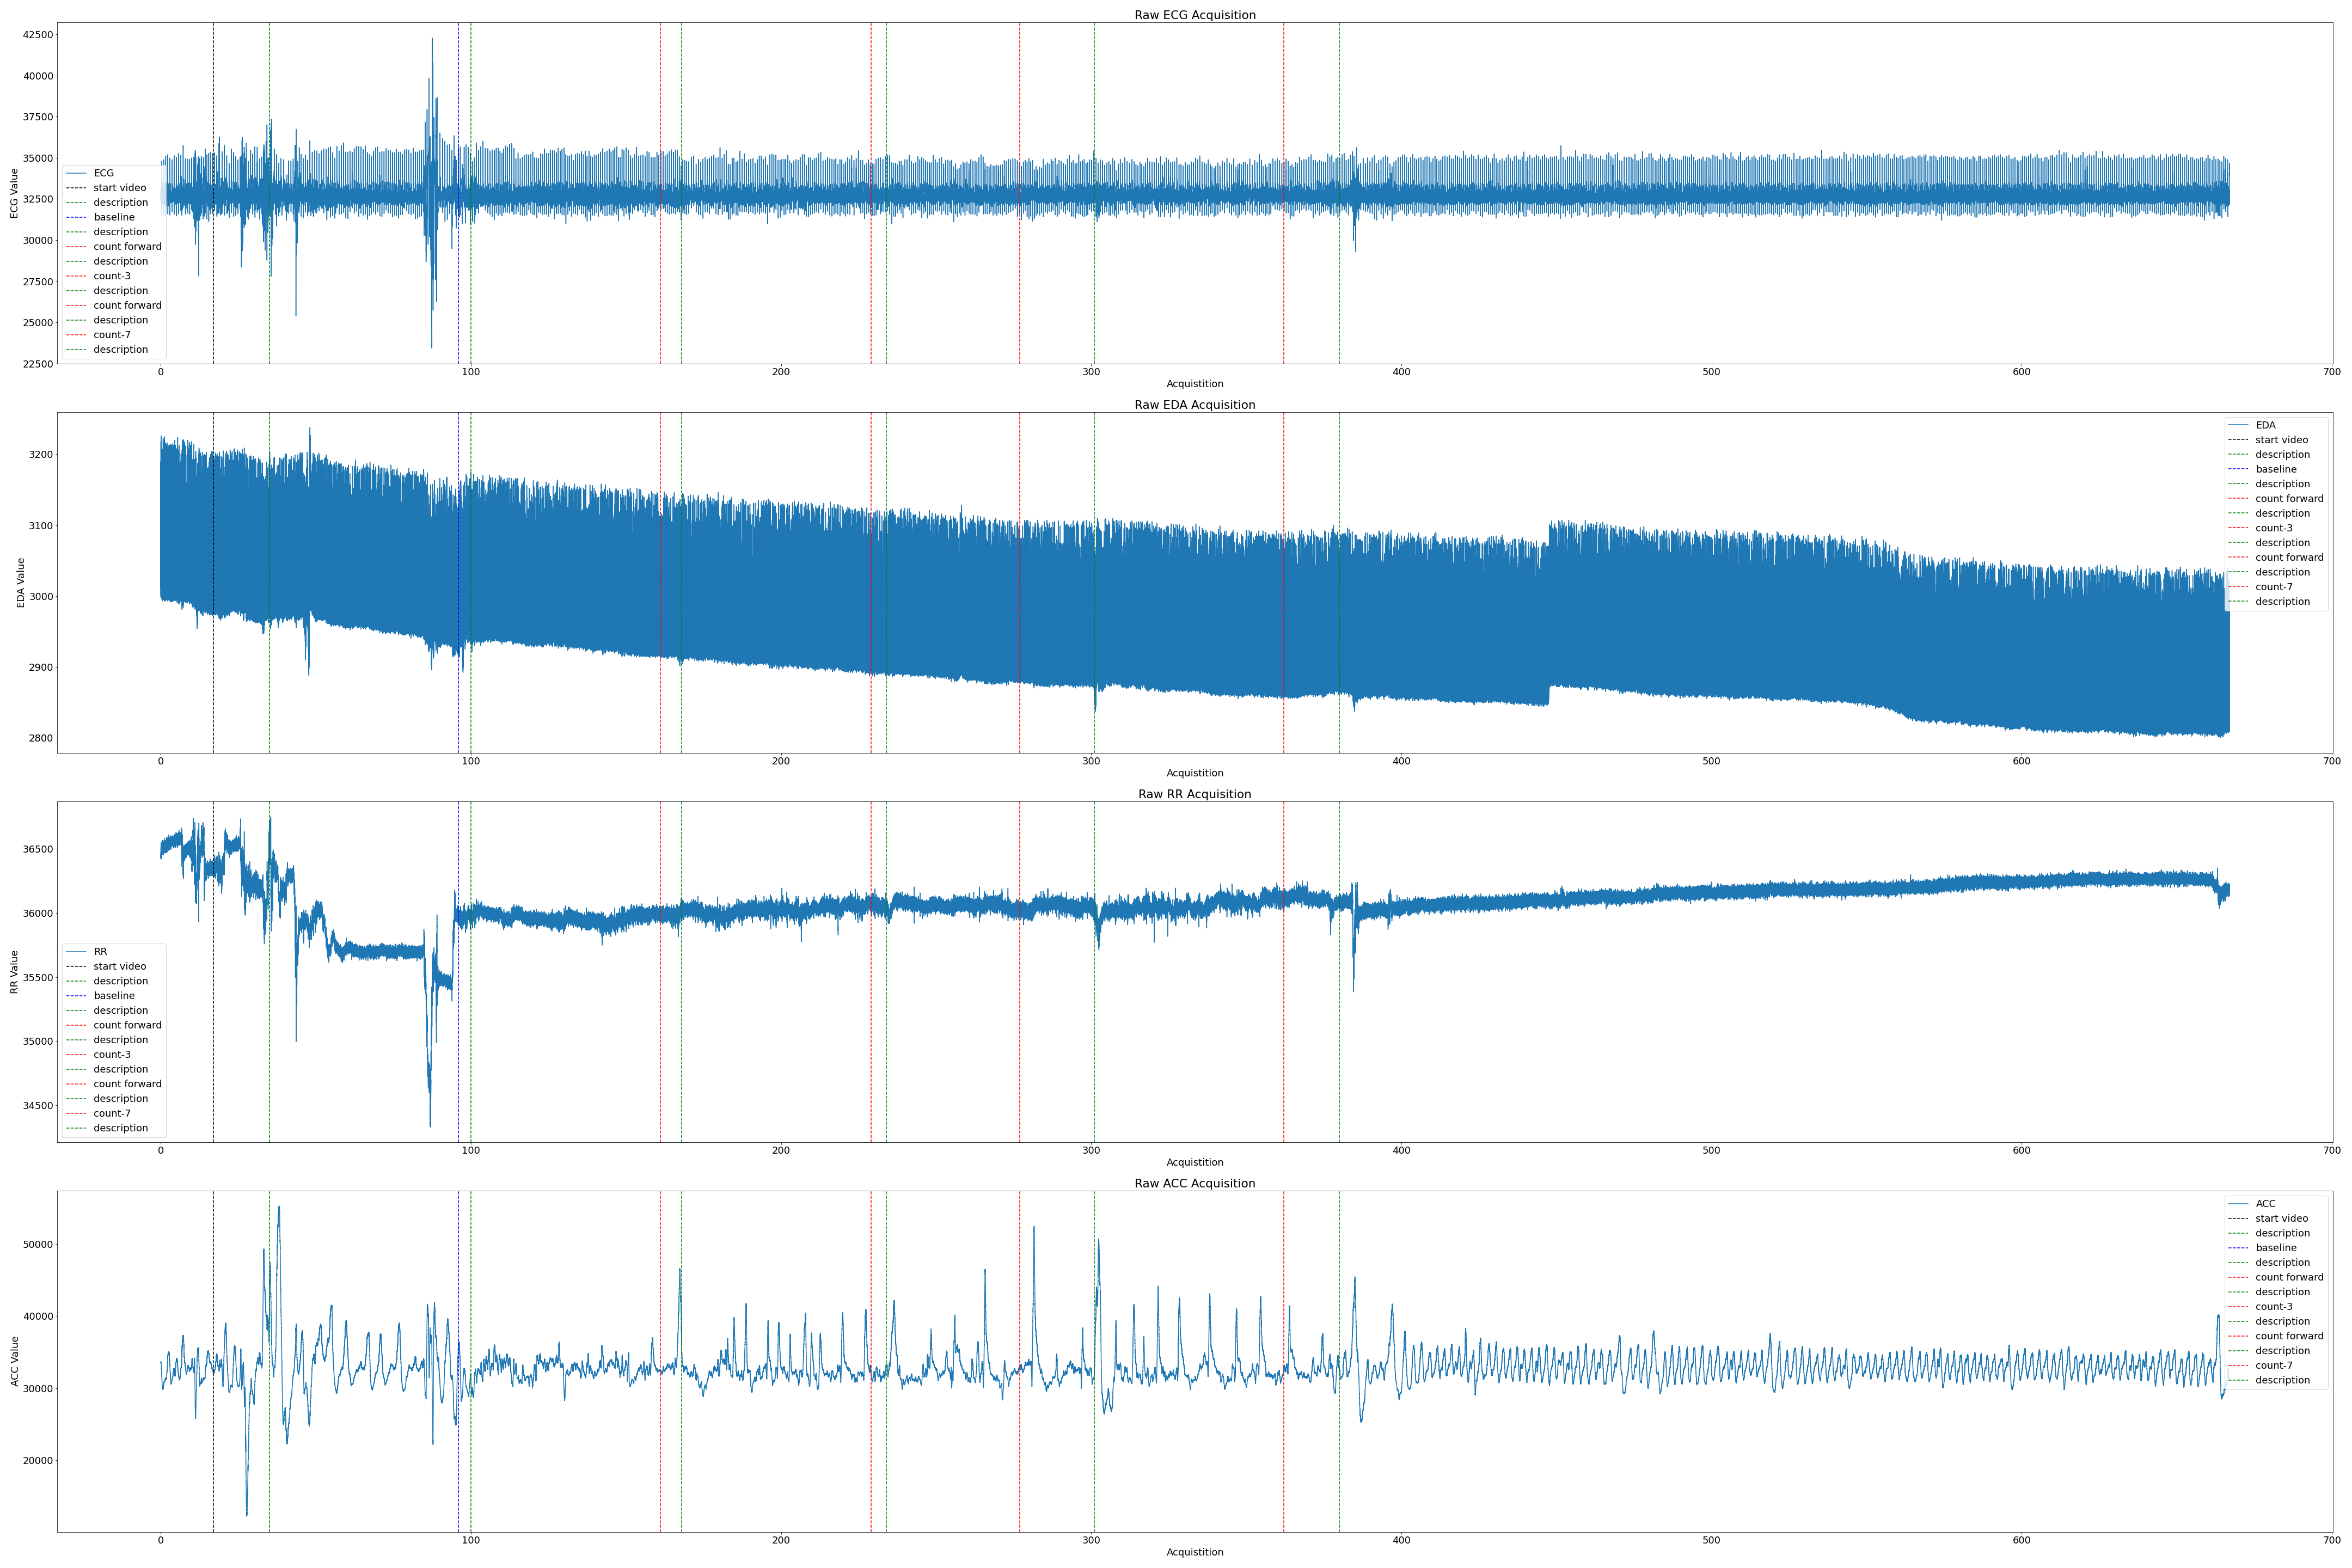 Raw ECG Acquisition
ECG Value
42500
40000
37500
35000
32500
30000
27500
25000
22500
ECG
start video
description
baseline
description
count forward
description
count-3
description
count forward
description
count-7
description
0 100 200 300 400 500 600 700
Acquistition
Raw EDA Acquisition
EDA Value
3200
3100
3000
2900
2800
EDA
start video
description
baseline
description
count forward
description
count-3
description
count forward
description
count-7
description
0 100 200 300 400 500 600 700
Acquistition
Raw RR Acquisition
RR Value
36500
36000
35500
35000
34500
RR
start video
description
baseline
description
count forward
description
count-3
description
count forward
description
count-7
description
0 100 200 300 400 500 600 700
Acquistition
Raw ACC Acquisition
ACC Value
50000
40000
30000
20000
ACC
start video
description
baseline
description
count forward
description
count-3
description
count forward
description
count-7
description
0 100 200 300 400 500 600 700
Acquistition